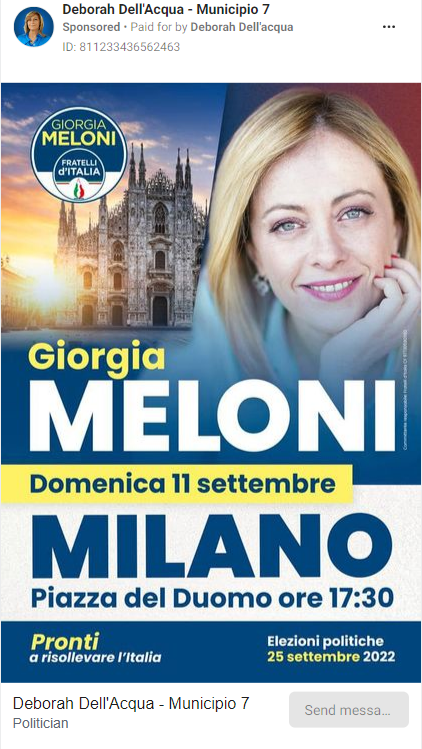 Deborah Dell'Acqua - Municipio 7
Sponsored • Paid for by Deborah Dell'acqua
ID: 811233436562463
GIORGIA
MELONI
FRATELLI
d'ITALIA
Giorgia
MELONI
Domenica 11 settembre
MILANO
Piazza del Duomo ore 17:30
Pronti
a risollevare l'Italia
Elezioni politiche
25 settembre 2022
Deborah Dell'Acqua - Municipio 7
Politician
Send messa...